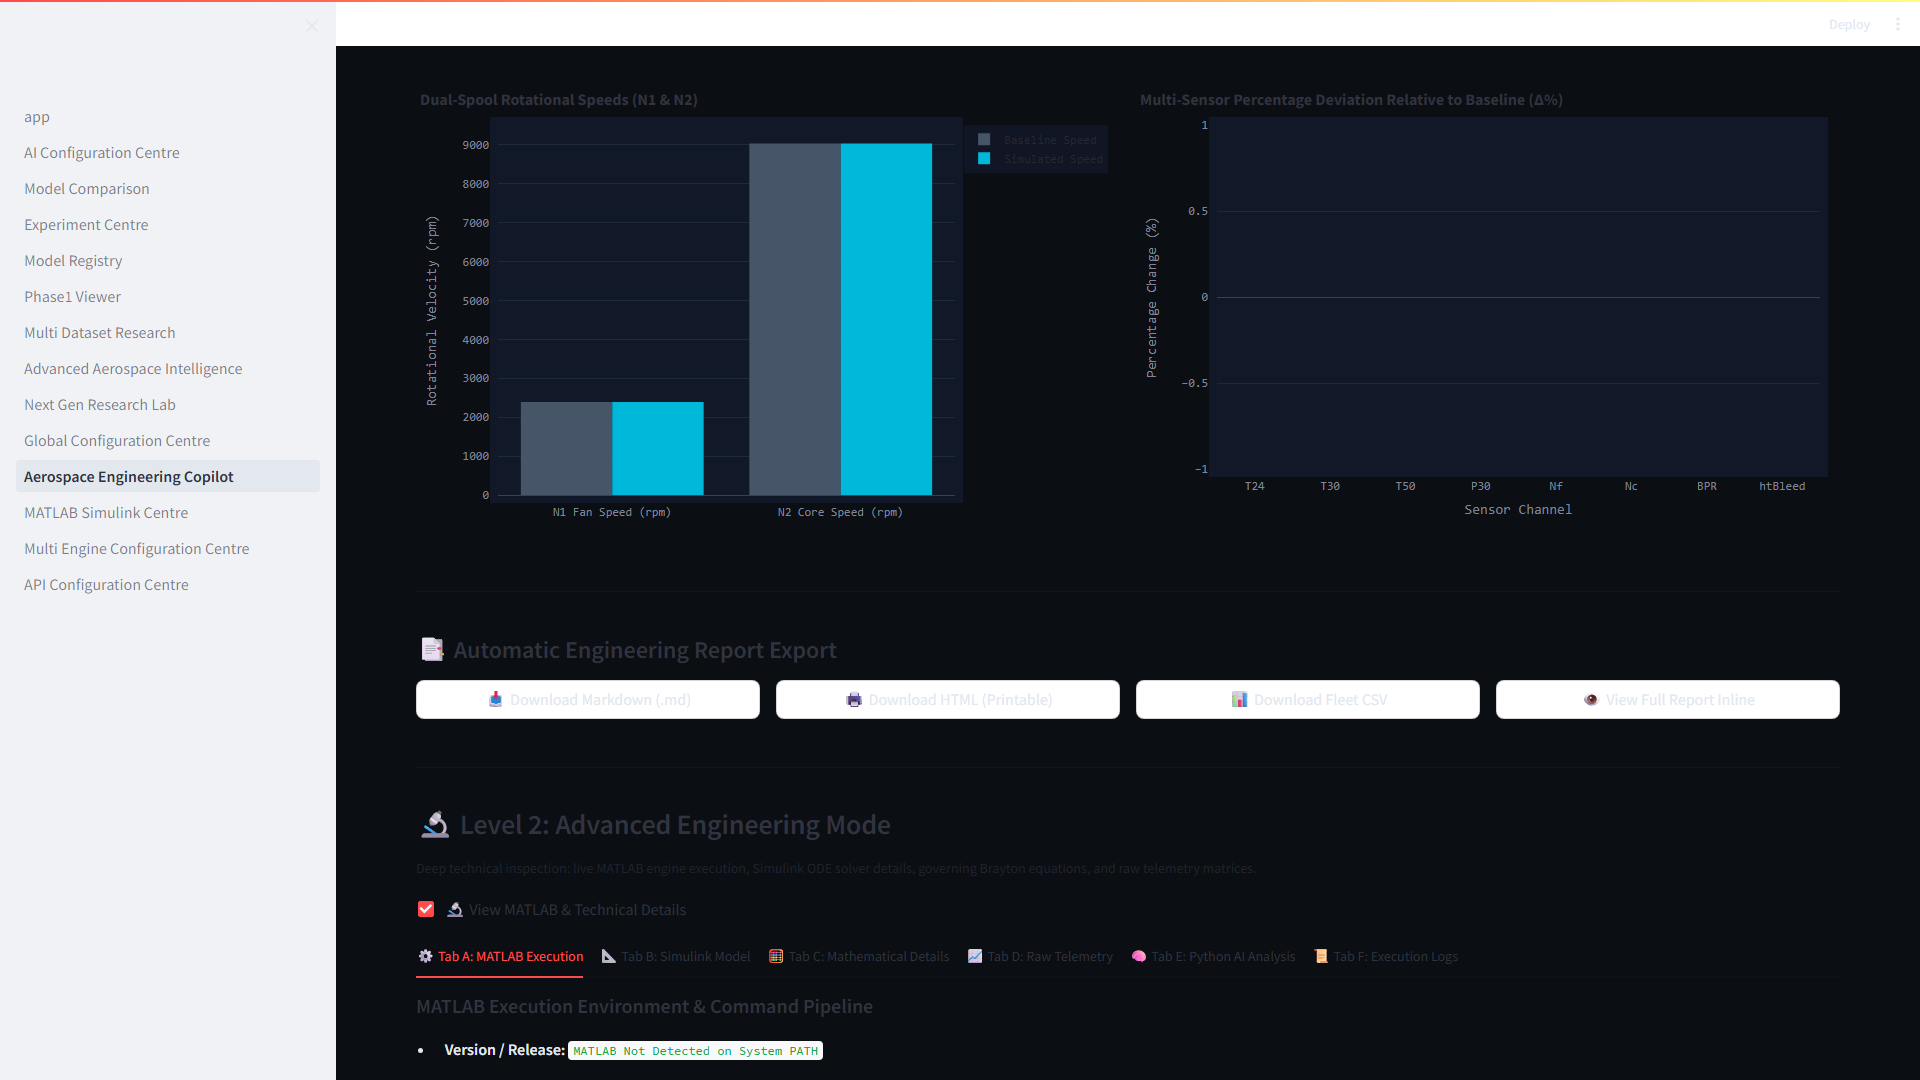 Deploy
app
AI Configuration Centre
Model Comparison
Experiment Centre
Model Registry
Phase1 Viewer
Multi Dataset Research
Advanced Aerospace Intelligence
Next Gen Research Lab
Global Configuration Centre
Aerospace Engineering Copilot
MATLAB Simulink Centre
Multi Engine Configuration Centre
API Configuration Centre
Dual-Spool Rotational Speeds (N1 & N2)
Rotational Velocity (rpm)
9000
8000
7000
6000
5000
4000
3000
2000
1000
0
N1 Fan Speed (rpm)
N2 Core Speed (rpm)
Baseline Speed
Simulated Speed
Multi-Sensor Percentage Deviation Relative to Baseline (Δ%)
Percentage Change (%)
1
0.5
0
−0.5
−1
T24 T30 T50 P30 Nf Nc BPR htBleed
Sensor Channel
Automatic Engineering Report Export
Download Markdown (.md)
Download HTML (Printable)
Download Fleet CSV
View Full Report Inline
Level 2: Advanced Engineering Mode
Deep technical inspection: live MATLAB engine execution, Simulink ODE solver details, governing Brayton equations, and raw telemetry matrices.
View MATLAB & Technical Details
Tab A: MATLAB Execution
Tab B: Simulink Model
Tab C: Mathematical Details
Tab D: Raw Telemetry
Tab E: Python AI Analysis
Tab F: Execution Logs
MATLAB Execution Environment & Command Pipeline
• Version / Release: MATLAB Not Detected on System PATH